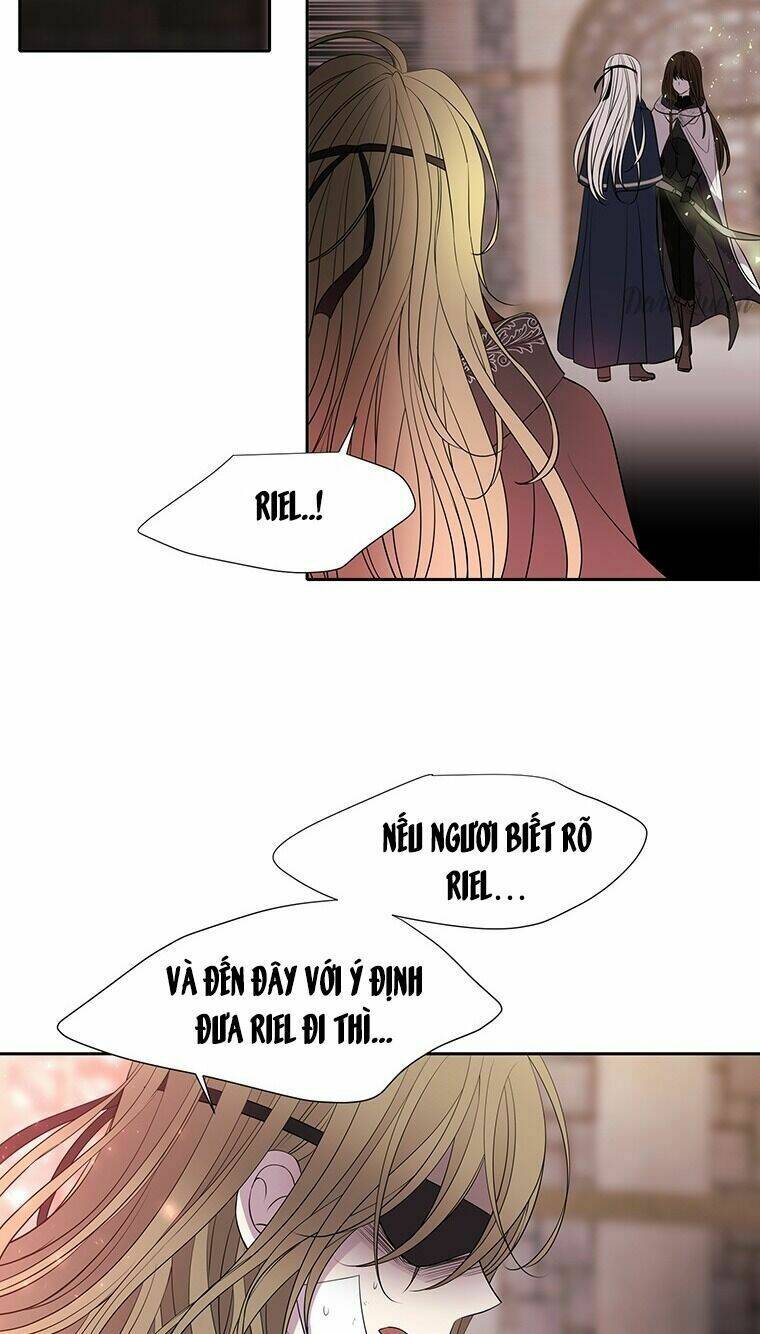 RIEL..!
NẾU NGƯƠI BIẾT RÕ
RIEL...
VÀ ĐẾN ĐÂY VỚI Ý ĐỊNH
ĐƯA RIEL ĐI THÌ...